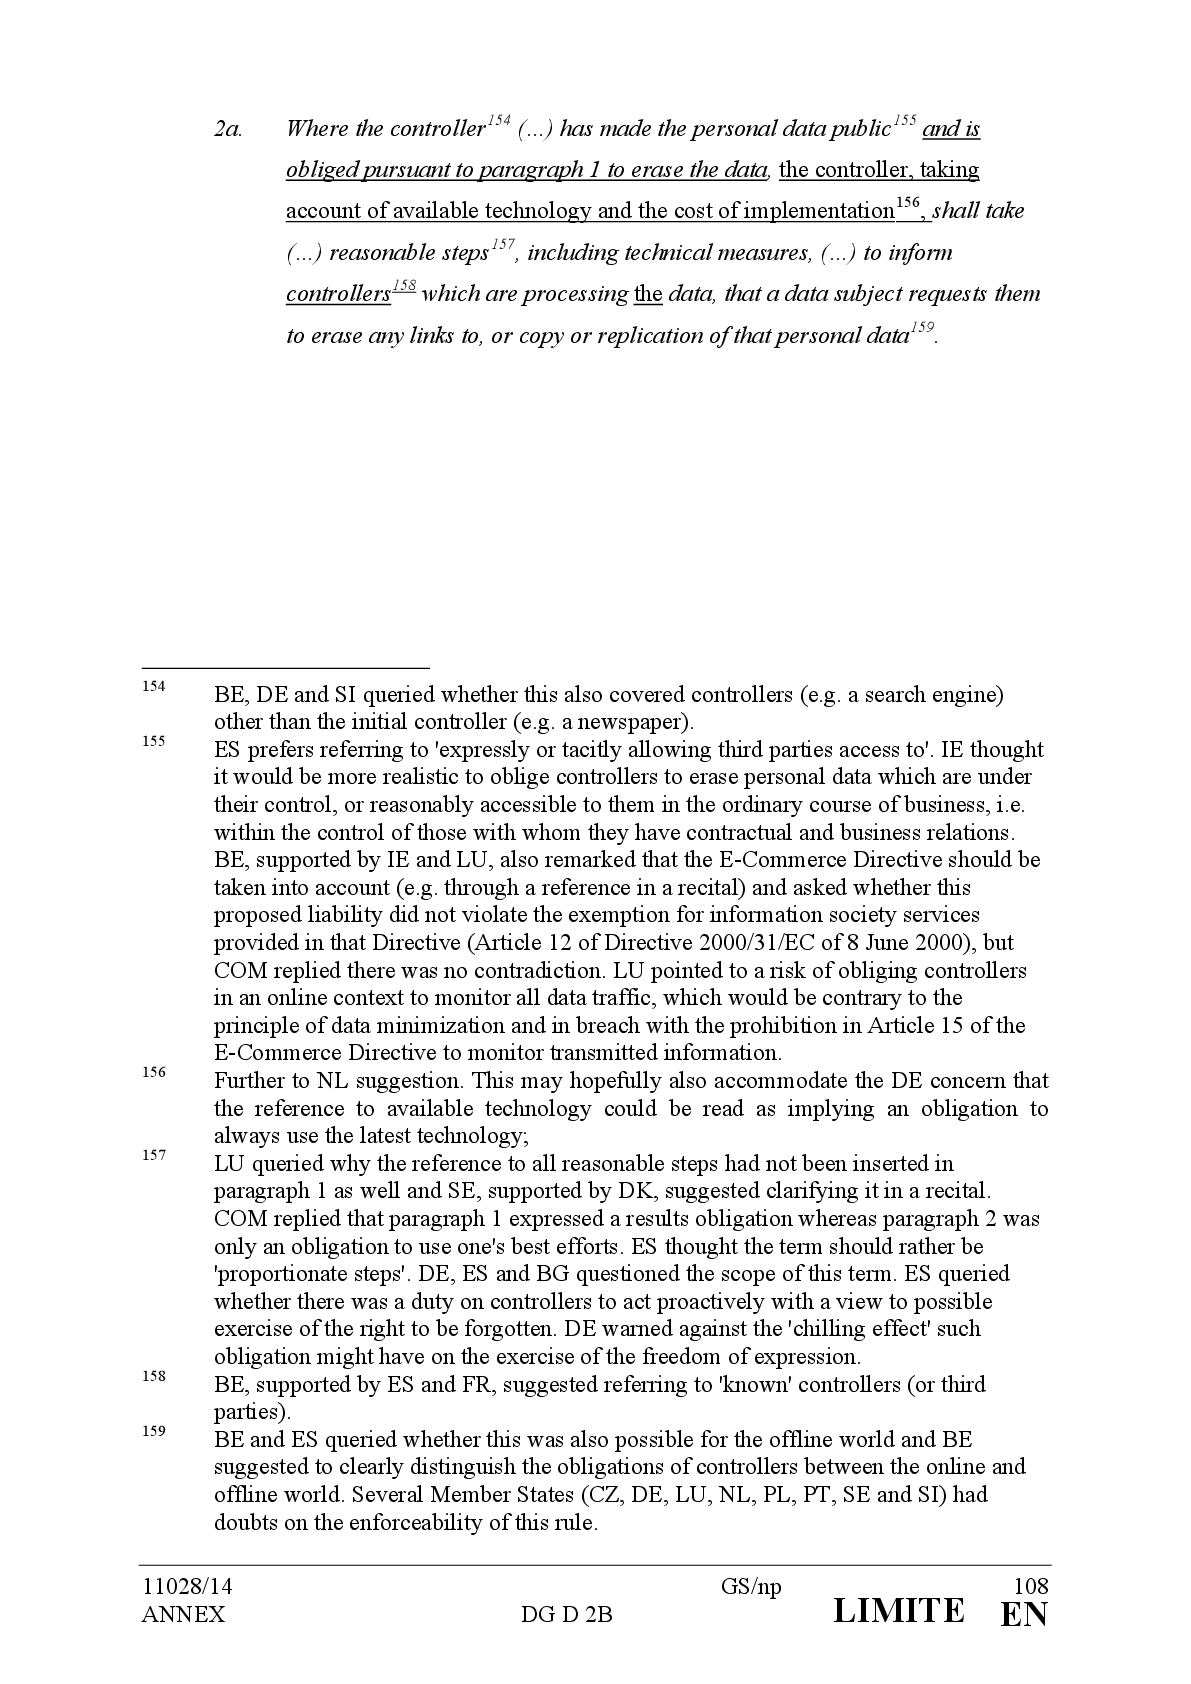 2a. Where the controller154 (...) has made the personal data public155 and is
obliged pursuant to paragraph 1 to erase the data, the controller, taking
account of available technology and the cost of implementation156, shall take
(...) reasonable steps157, including technical measures, (...) to inform
controllers158 which are processing the data, that a data subject requests them
to erase any links to, or copy or replication of that personal data159.
154 BE, DE and SI queried whether this also covered controllers (e.g. a search engine)
other than the initial controller (e.g. a newspaper).
155 ES prefers referring to 'expressly or tacitly allowing third parties access to'. IE thought
it would be more realistic to oblige controllers to erase personal data which are under
their control, or reasonably accessible to them in the ordinary course of business, i.e.
within the control of those with whom they have contractual and business relations.
BE, supported by IE and LU, also remarked that the E-Commerce Directive should be
taken into account (e.g. through a reference in a recital) and asked whether this
proposed liability did not violate the exemption for information society services
provided in that Directive (Article 12 of Directive 2000/31/EC of 8 June 2000), but
COM replied there was no contradiction. LU pointed to a risk of obliging controllers
in an online context to monitor all data traffic, which would be contrary to the
principle of data minimization and in breach with the prohibition in Article 15 of the
E-Commerce Directive to monitor transmitted information.
156 Further to NL suggestion. This may hopefully also accommodate the DE concern that
the reference to available technology could be read as implying an obligation to
always use the latest technology;
157 LU queried why the reference to all reasonable steps had not been inserted in
paragraph 1 as well and SE, supported by DK, suggested clarifying it in a recital.
COM replied that paragraph 1 expressed a results obligation whereas paragraph 2 was
only an obligation to use one's best efforts. ES thought the term should rather be
'proportionate steps'. DE, ES and BG questioned the scope of this term. ES queried
whether there was a duty on controllers to act proactively with a view to possible
exercise of the right to be forgotten. DE warned against the 'chilling effect' such
obligation might have on the exercise of the freedom of expression.
158 BE, supported by ES and FR, suggested referring to 'known' controllers (or third
parties).
159 BE and ES queried whether this was also possible for the offline world and BE
suggested to clearly distinguish the obligations of controllers between the online and
offline world. Several Member States (CZ, DE, LU, NL, PL, PT, SE and SI) had
doubts on the enforceability of this rule.
11028/14 GS/np 108
ANNEX DG D 2B LIMITE EN